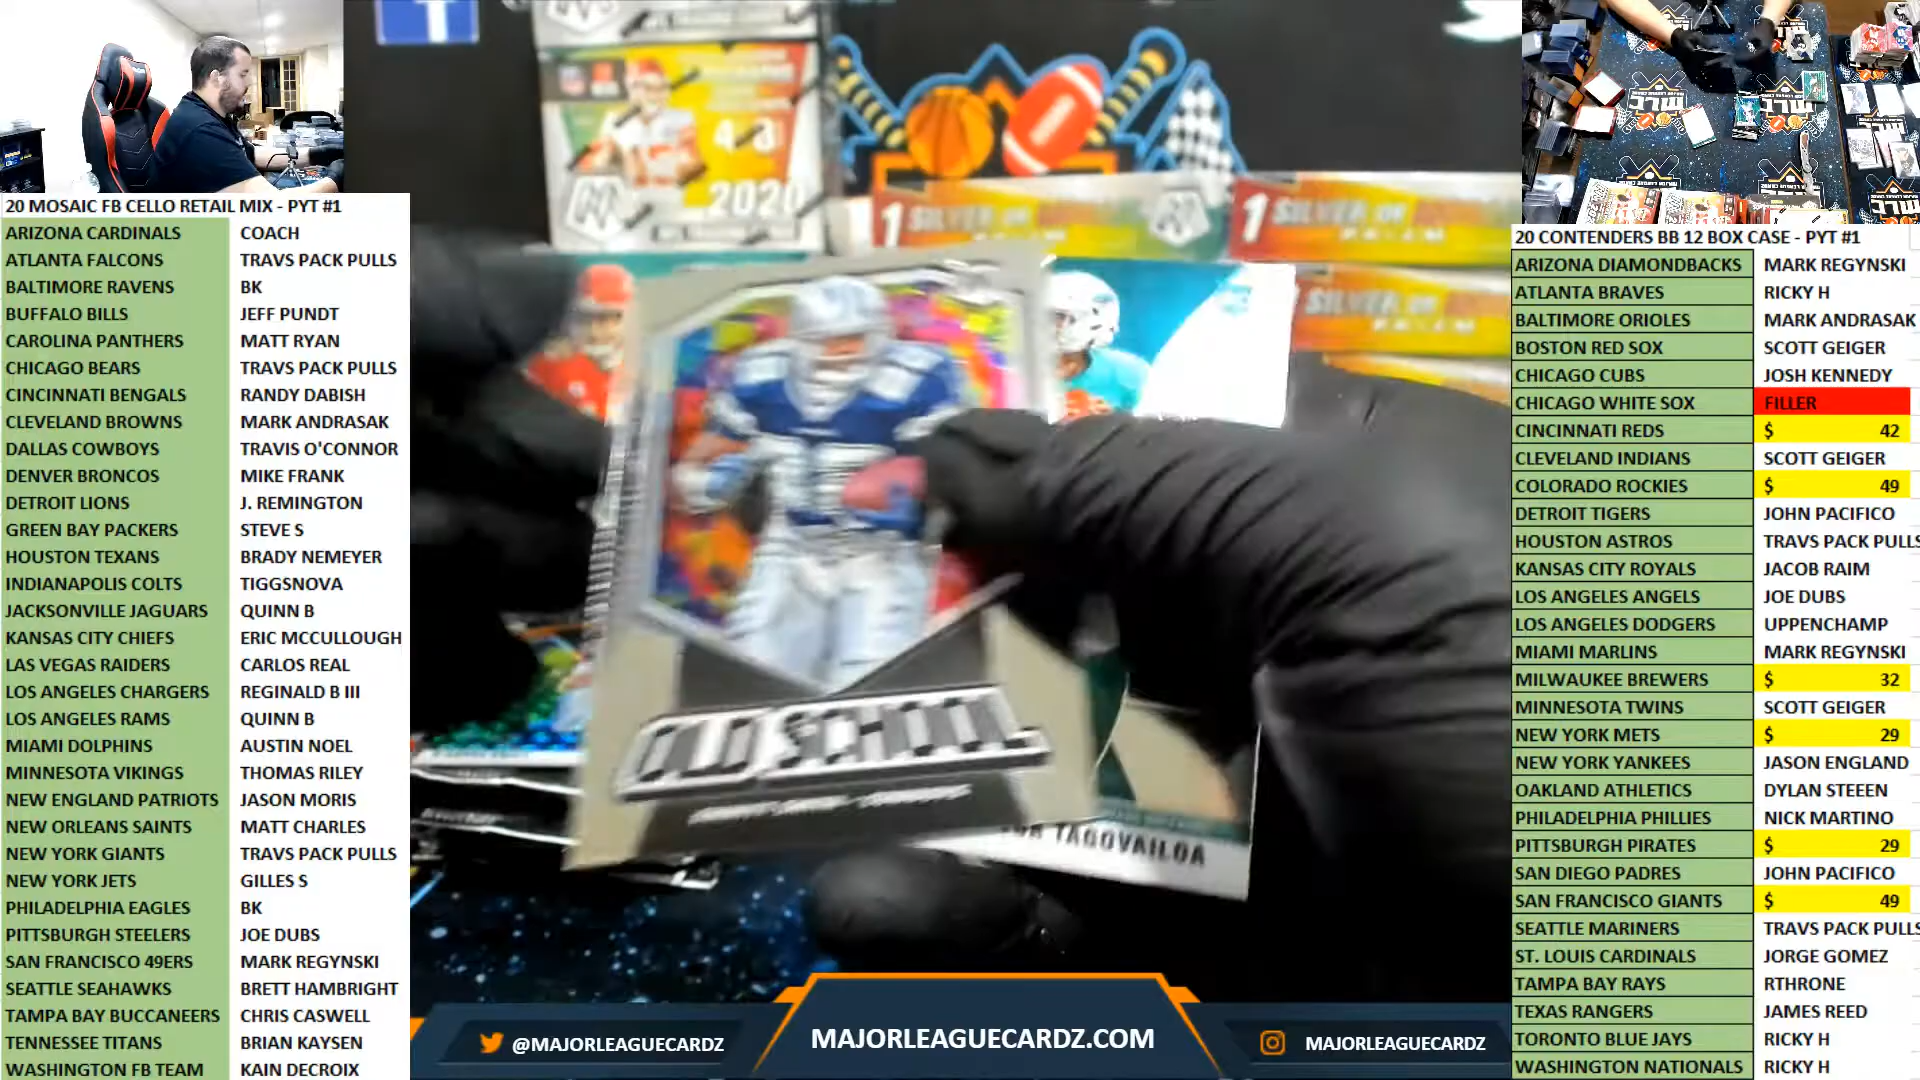 20 MOSAIC FB CELLO RETAIL MIX - PYT #1
ARIZONA CARDINALS COACH
ATLANTA FALCONS TRAVS PACK PULLS
BALTIMORE RAVENS BK
BUFFALO BILLS JEFF PUNDT
CAROLINA PANTHERS MATT RYAN
CHICAGO BEARS TRAVS PACK PULLS
CINCINNATI BENGALS RANDY DABISH
CLEVELAND BROWNS MARK ANDRASAK
DALLAS COWBOYS TRAVIS O'CONNOR
DENVER BRONCOS MIKE FRANK
DETROIT LIONS J. REMINGTON
GREEN BAY PACKERS STEVE S
HOUSTON TEXANS BRADY NEMEYER
INDIANAPOLIS COLTS TIGGSNOVA
JACKSONVILLE JAGUARS QUINN B
KANSAS CITY CHIEFS ERIC MCCULLOUGH
LAS VEGAS RAIDERS CARLOS REAL
LOS ANGELES CHARGERS REGINALD B III
LOS ANGELES RAMS QUINN B
MIAMI DOLPHINS AUSTIN NOEL
MINNESOTA VIKINGS THOMAS RILEY
NEW ENGLAND PATRIOTS JASON MORIS
NEW ORLEANS SAINTS MATT CHARLES
NEW YORK GIANTS TRAVS PACK PULLS
NEW YORK JETS GILLES S
PHILADELPHIA EAGLES BK
PITTSBURGH STEELERS JOE DUBS
SAN FRANCISCO 49ERS MARK REGYNSKI
SEATTLE SEAHAWKS BRETT HAMBRIGHT
TAMPA BAY BUCCANEERS CHRIS CASWELL
TENNESSEE TITANS BRIAN KAYSEN
WASHINGTON FB TEAM KAIN DECROIX
2020
1 SILVER OR
1 SILVER OR
SILVER OR
OLD SCHOOL
TAGOVAILOA
@MAJORLEAGUECARDZ
MAJORLEAGUECARDZ.COM
MAJORLEAGUECARDZ
20 CONTENDERS BB 12 BOX CASE - PYT #1
ARIZONA DIAMONDBACKS MARK REGYNSKI
ATLANTA BRAVES RICKY H
BALTIMORE ORIOLES MARK ANDRASAK
BOSTON RED SOX SCOTT GEIGER
CHICAGO CUBS JOSH KENNEDY
CHICAGO WHITE SOX FILLER
CINCINNATI REDS $ 42
CLEVELAND INDIANS SCOTT GEIGER
COLORADO ROCKIES $ 49
DETROIT TIGERS JOHN PACIFICO
HOUSTON ASTROS TRAVS PACK PULLS
KANSAS CITY ROYALS JACOB RAIM
LOS ANGELES ANGELS JOE DUBS
LOS ANGELES DODGERS UPPENCHAMP
MIAMI MARLINS MARK REGYNSKI
MILWAUKEE BREWERS $ 32
MINNESOTA TWINS SCOTT GEIGER
NEW YORK METS $ 29
NEW YORK YANKEES JASON ENGLAND
OAKLAND ATHLETICS DYLAN STEEEN
PHILADELPHIA PHILLIES NICK MARTINO
PITTSBURGH PIRATES $ 29
SAN DIEGO PADRES JOHN PACIFICO
SAN FRANCISCO GIANTS $ 49
SEATTLE MARINERS TRAVS PACK PULLS
ST. LOUIS CARDINALS JORGE GOMEZ
TAMPA BAY RAYS RTHRONE
TEXAS RANGERS JAMES REED
TORONTO BLUE JAYS RICKY H
WASHINGTON NATIONALS RICKY H